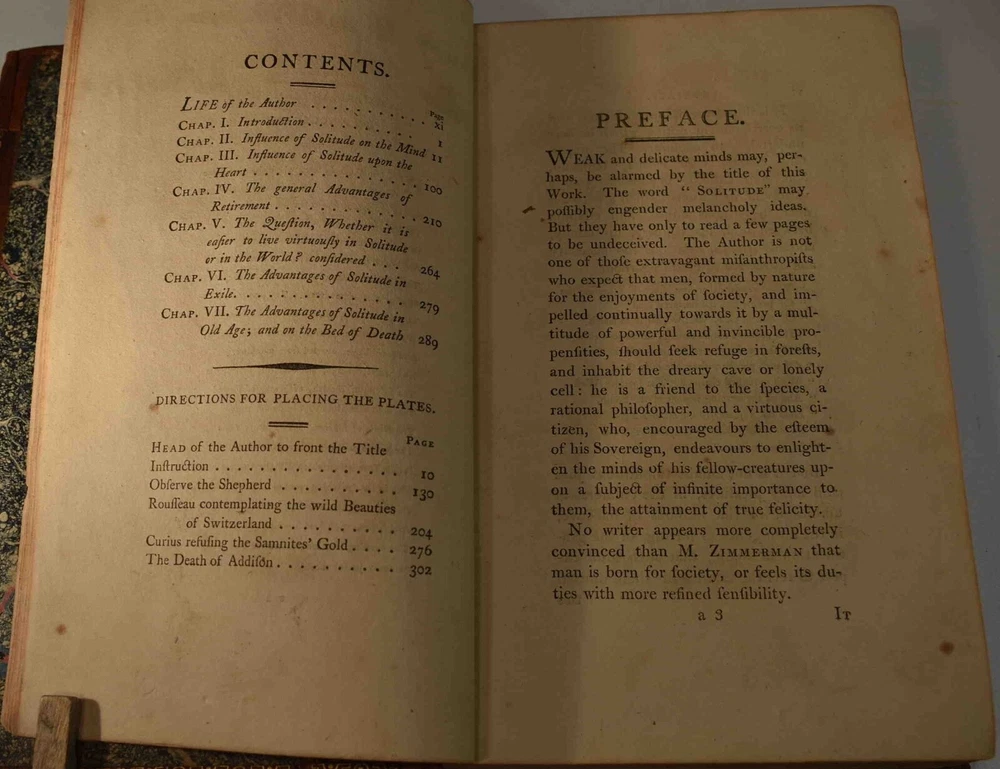 CONTENTS.
Page
LIFE of the Author . . . . . . . . . . xi
CHAP. I. Introduction . . . . . . . . . 1
CHAP. II. Influence of Solitude on the Mind 11
CHAP. III. Influence of Solitude upon the
Heart . . . . . . . . . . . . . . 100
CHAP. IV. The general Advantages of
Retirement . . . . . . . . . . . . . 210
CHAP. V. The Queſtion, Whether it is
eaſier to live virtuouſly in Solitude
or in the World? conſidered . . . 264
CHAP. VI. The Advantages of Solitude in
Exile. . . . . . . . . . . . . . 279
CHAP. VII. The Advantages of Solitude in
Old Age; and on the Bed of Death 289
DIRECTIONS FOR PLACING THE PLATES.
PAGE
HEAD of the Author to front the Title
Inſtruction . . . . . . . . . . . . . . 10
Obſerve the Shepherd . . . . . . . . . 130
Rouſſeau contemplating the wild Beauties
of Switzerland . . . . . . . . . 204
Curius refuſing the Samnites' Gold . . . . 276
The Death of Addiſon . . . . . . . . . 302
PREFACE.
WEAK and delicate minds may, per-
haps, be alarmed by the title of this
Work. The word “ SOLITUDE” may
poſſibly engender melancholy ideas.
But they have only to read a few pages
to be undeceived. The Author is not
one of thoſe extravagant miſanthropiſts
who expect that men, formed by nature
for the enjoyments of ſociety, and im-
pelled continually towards it by a mul-
titude of powerful and invincible pro-
penſities, ſhould ſeek refuge in foreſts,
and inhabit the dreary cave or lonely
cell: he is a friend to the ſpecies, a
rational philoſopher, and a virtuous ci-
tizen, who, encouraged by the eſteem
of his Sovereign, endeavours to enlight-
en the minds of his fellow-creatures up-
on a ſubject of infinite importance to
them, the attainment of true felicity.
No writer appears more completely
convinced than M. ZIMMERMAN that
man is born for ſociety, or feels its du-
ties with more refined ſenſibility.
a 3 IT